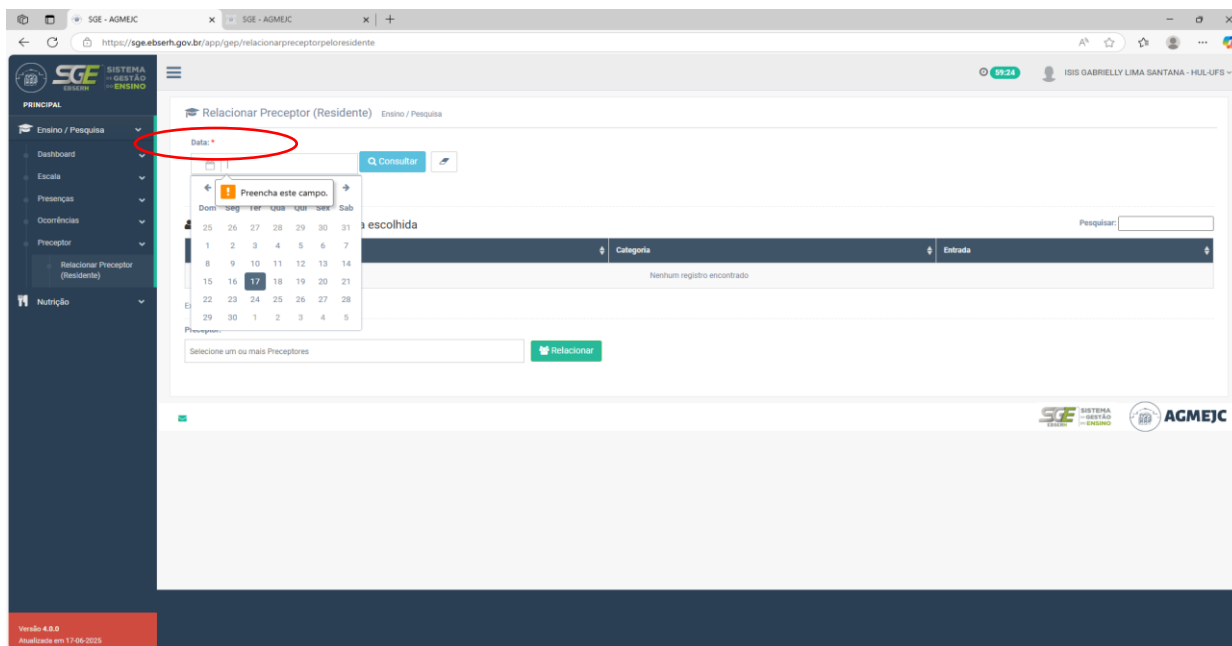 SGE - AGMEJC
SGE - AGMEJC
https://sge.ebserh.gov.br/app/gep/relacionarpreceptorpeloresidente
SGE
EBSERH
SISTEMA
DE GESTÃO
DO ENSINO
59:24
ISIS GABRIELLY LIMA SANTANA - HUL-UFS
PRINCIPAL
Ensino / Pesquisa
Dashboard
Escala
Presenças
Ocorrências
Preceptor
Relacionar Preceptor
(Residente)
Nutrição
Relacionar Preceptor (Residente) Ensino / Pesquisa
Data: *
Consultar
Preencha este campo.
Dom Seg Ter Qua Qui Sex Sab
25 26 27 28 29 30 31
1 2 3 4 5 6 7
8 9 10 11 12 13 14
15 16 17 18 19 20 21
22 23 24 25 26 27 28
29 30 1 2 3 4 5
escolhida
Pesquisar:
Categoria Entrada
Nenhum registro encontrado
Preceptor:
Selecione um ou mais Preceptores
Relacionar
SGE
EBSERH
SISTEMA
DE GESTÃO
DO ENSINO
AGMEJC
Versão 4.0.0
Atualizada em 17-06-2025